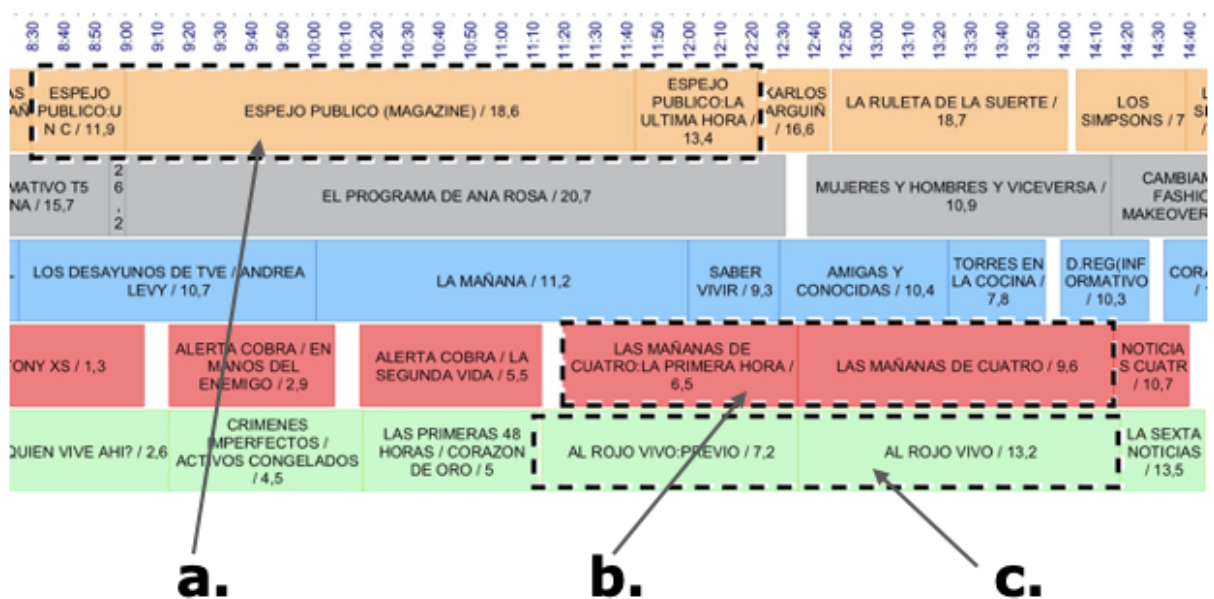 8:30 8:40 8:50 9:00 9:10 9:20 9:30 9:40 9:50 10:00 10:10 10:20 10:30 10:40 10:50 11:00 11:10 11:20 11:30 11:40 11:50 12:00 12:10 12:20 12:30 12:40 12:50 13:00 13:10 13:20 13:30 13:40 13:50 14:00 14:10 14:20 14:30 14:40
AS
AÑ
ESPEJO
PUBLICO:U
N C / 11,9
ESPEJO PUBLICO (MAGAZINE) / 18,6
ESPEJO
PUBLICO:LA
ULTIMA HORA /
13,4
KARLOS
ARGUIÑ
/ 16,6
LA RULETA DE LA SUERTE /
18,7
LOS
SIMPSONS / 7
L
SI
/
MATIVO T5
NA / 15,7
2
6
,
2
EL PROGRAMA DE ANA ROSA / 20,7
MUJERES Y HOMBRES Y VICEVERSA /
10,9
CAMBIAM
FASHIO
MAKEOVER
LOS DESAYUNOS DE TVE / ANDREA
LEVY / 10,7
LA MAÑANA / 11,2
SABER
VIVIR / 9,3
AMIGAS Y
CONOCIDAS / 10,4
TORRES EN
LA COCINA /
7,8
D.REG(INF
ORMATIVO
/ 10,3
CORA
/
TONY XS / 1,3
ALERTA COBRA / EN
MANOS DEL
ENEMIGO / 2,9
ALERTA COBRA / LA
SEGUNDA VIDA / 5,5
LAS MAÑANAS DE
CUATRO:LA PRIMERA HORA /
6,5
LAS MAÑANAS DE CUATRO / 9,6
NOTICIA
S CUATR
/ 10,7
QUIEN VIVE AHI? / 2,6
CRIMENES
IMPERFECTOS /
ACTIVOS CONGELADOS
/ 4,5
LAS PRIMERAS 48
HORAS / CORAZON
DE ORO / 5
AL ROJO VIVO:PREVIO / 7,2
AL ROJO VIVO / 13,2
LA SEXTA
NOTICIAS
/ 13,5
a.
b.
c.